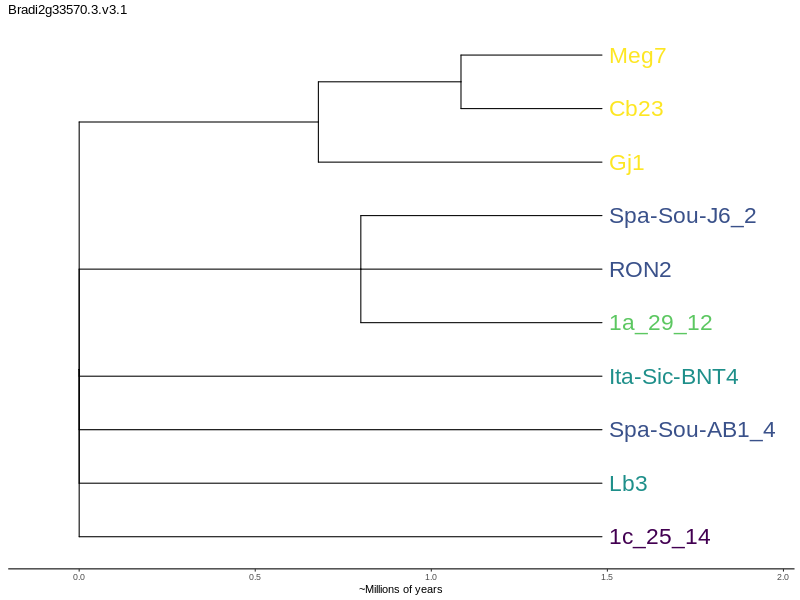 Bradi2g33570.3.v3.1
Meg7
Cb23
Gj1
Spa-Sou-J6_2
RON2
1a_29_12
Ita-Sic-BNT4
Spa-Sou-AB1_4
Lb3
1c_25_14
0.0 0.5 1.0 1.5 2.0
~Millions of years